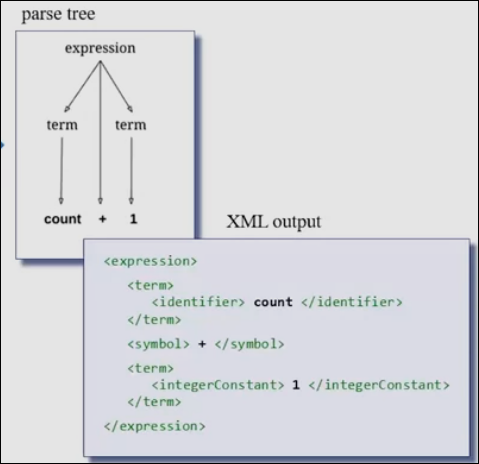 parse tree
expression
term term
count + 1
XML output
<expression>
<term>
<identifier> count </identifier>
</term>
<symbol> + </symbol>
<term>
<integerConstant> 1 </integerConstant>
</term>
</expression>